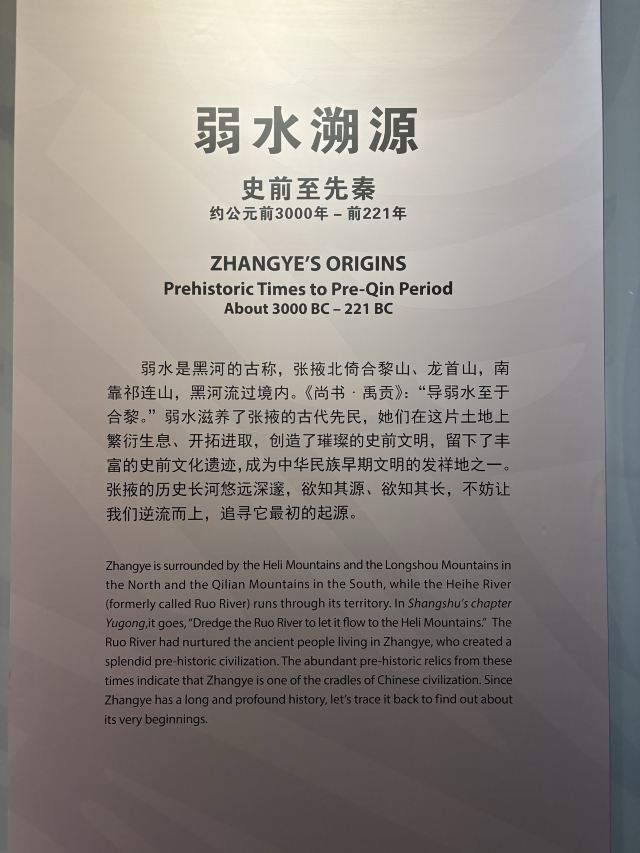 弱水溯源
史前至先秦
约公元前3000年 – 前221年
ZHANGYE'S ORIGINS
Prehistoric Times to Pre-Qin Period
About 3000 BC – 221 BC
弱水是黑河的古称，张掖北倚合黎山、龙首山，南
靠祁连山，黑河流过境内。《尚书·禹贡》：“导弱水至于
合黎。”弱水滋养了张掖的古代先民，她们在这片土地上
繁衍生息、开拓进取，创造了璀璨的史前文明，留下了丰
富的史前文化遗迹，成为中华民族早期文明的发祥地之一。
张掖的历史长河悠远深邃，欲知其源、欲知其长，不妨让
我们逆流而上，追寻它最初的起源。
Zhangye is surrounded by the Heli Mountains and the Longshou Mountains in
the North and the Qilian Mountains in the South, while the Heihe River
(formerly called Ruo River) runs through its territory. In Shangshu's chapter
Yugong,it goes, “Dredge the Ruo River to let it flow to the Heli Mountains.” The
Ruo River had nurtured the ancient people living in Zhangye, who created a
splendid pre-historic civilization. The abundant pre-historic relics from these
times indicate that Zhangye is one of the cradles of Chinese civilization. Since
Zhangye has a long and profound history, let's trace it back to find out about
its very beginnings.